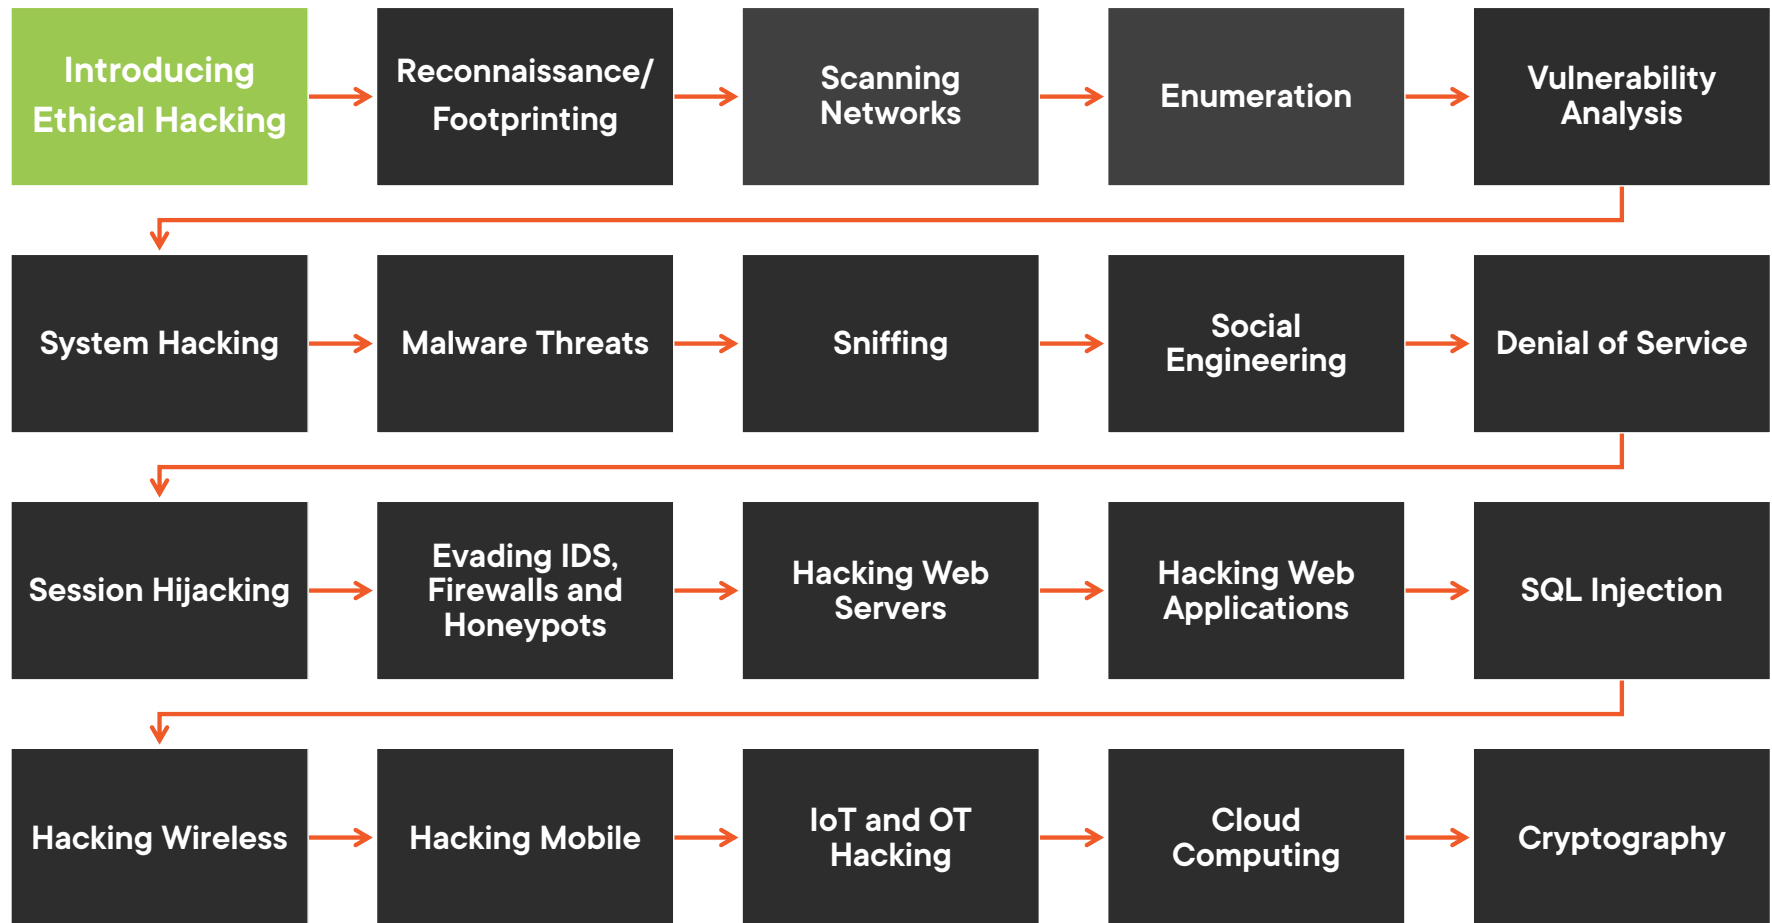 Introducing
Ethical Hacking
Reconnaissance/
Footprinting
Scanning
Networks
Enumeration
Vulnerability
Analysis
System Hacking
Malware Threats
Sniffing
Social
Engineering
Denial of Service
Session Hijacking
Evading IDS,
Firewalls and
Honeypots
Hacking Web
Servers
Hacking Web
Applications
SQL Injection
Hacking Wireless
Hacking Mobile
IoT and OT
Hacking
Cloud
Computing
Cryptography